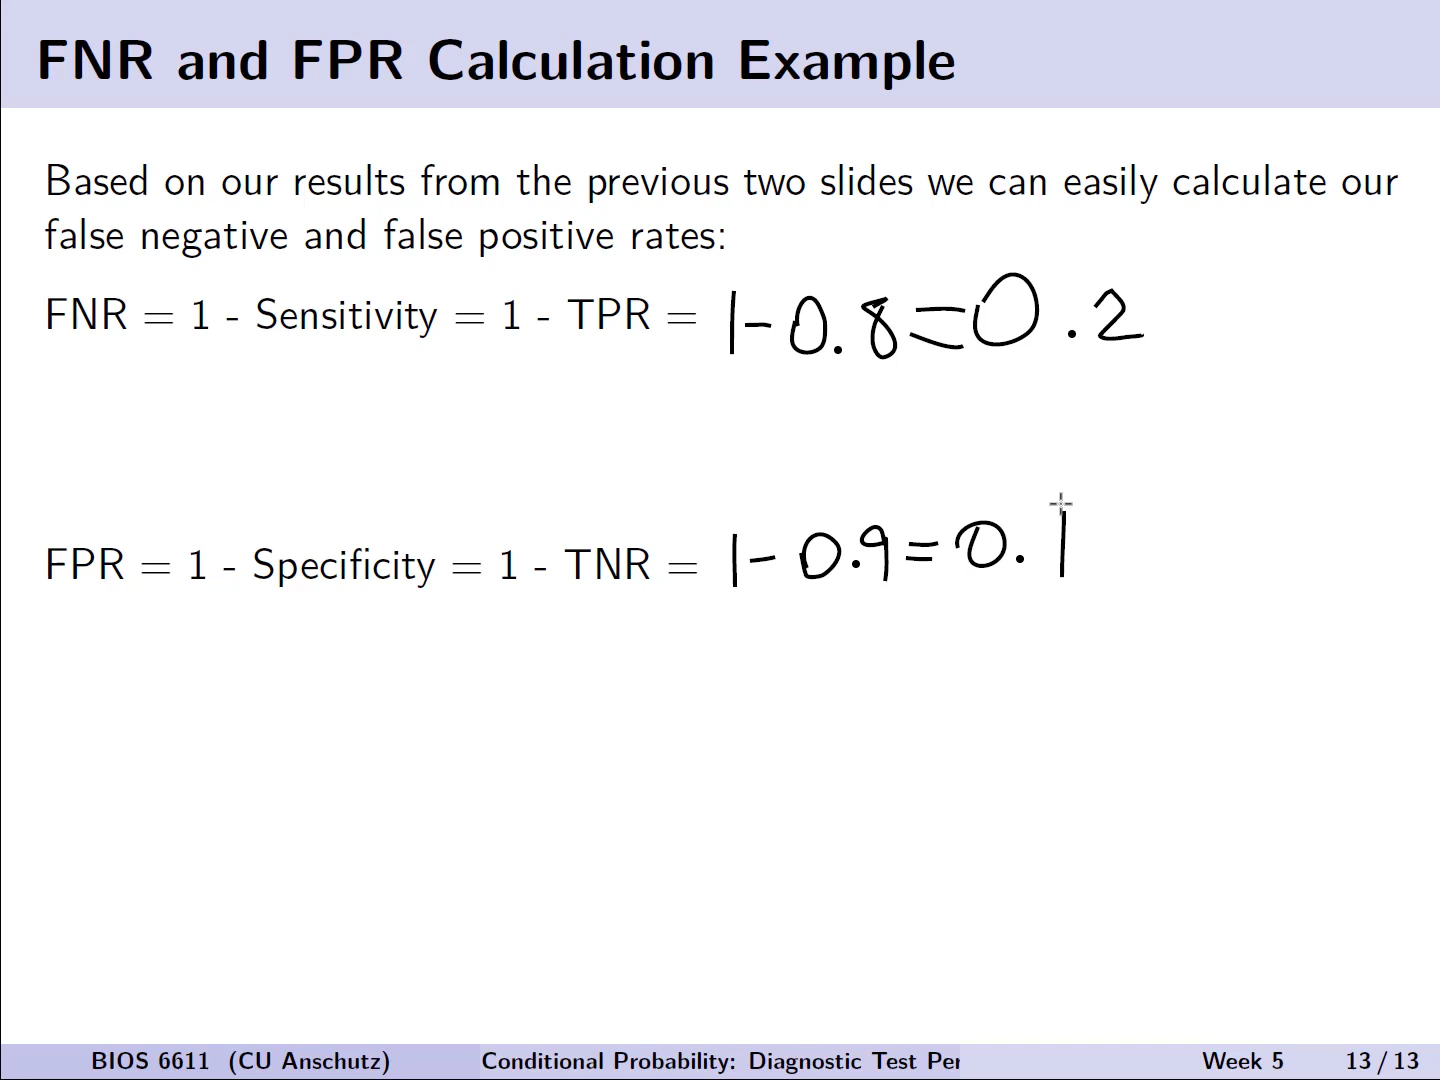 FNR and FPR Calculation Example
Based on our results from the previous two slides we can easily calculate our
false negative and false positive rates:
FNR = 1 - Sensitivity = 1 - TPR = 1-0.8=0.2
FPR = 1 - Specificity = 1 - TNR = 1-0.9=0.1
BIOS 6611 (CU Anschutz) Conditional Probability: Diagnostic Test Per Week 5 13 / 13